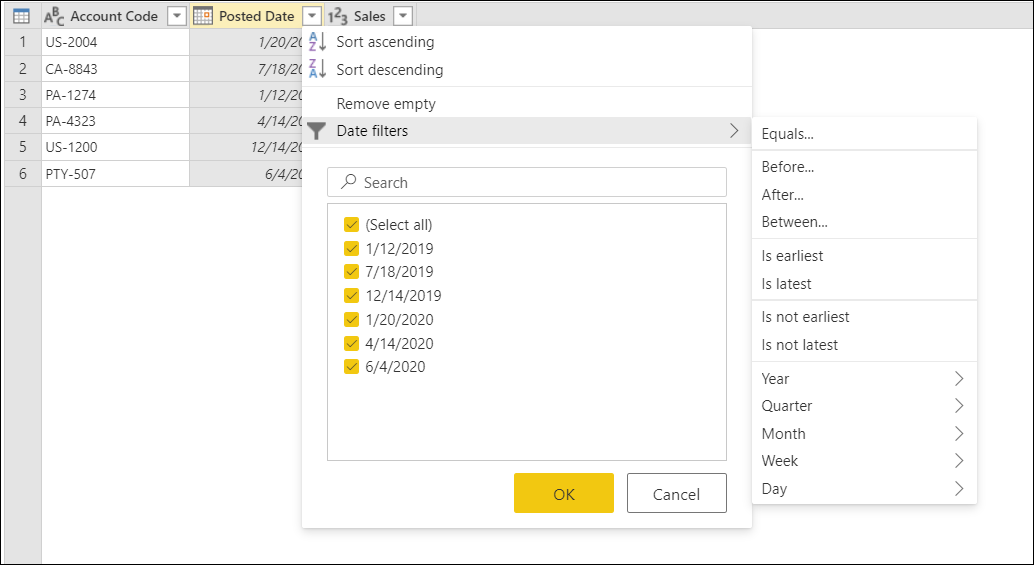 ABC Account Code Posted Date 123 Sales
1 US-2004 1/20/20
2 CA-8843 7/18/20
3 PA-1274 1/12/20
4 PA-4323 4/14/20
5 US-1200 12/14/20
6 PTY-507 6/4/20
AZ Sort ascending
ZA Sort descending
Remove empty
Date filters
Search
(Select all)
1/12/2019
7/18/2019
12/14/2019
1/20/2020
4/14/2020
6/4/2020
OK Cancel
Equals...
Before...
After...
Between...
Is earliest
Is latest
Is not earliest
Is not latest
Year
Quarter
Month
Week
Day